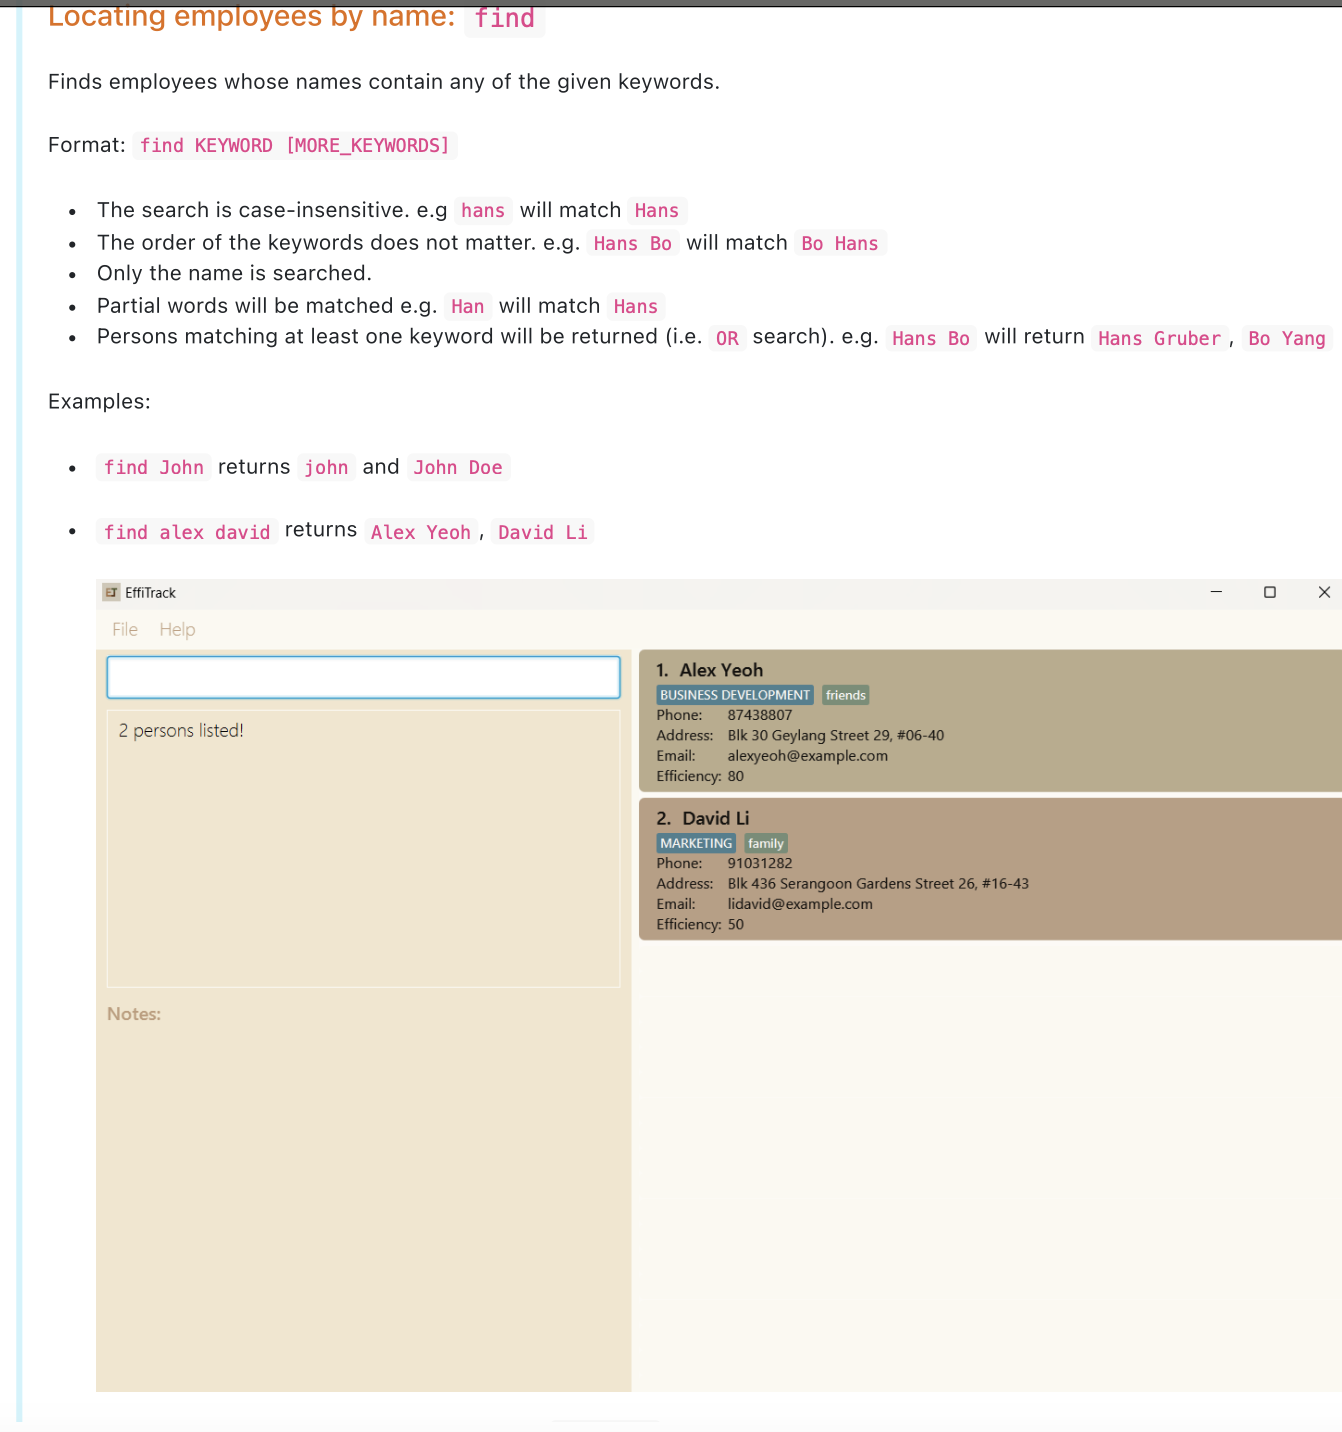 Locating employees by name: find
Finds employees whose names contain any of the given keywords.
Format: find KEYWORD [MORE_KEYWORDS]
• The search is case-insensitive. e.g hans will match Hans
• The order of the keywords does not matter. e.g. Hans Bo will match Bo Hans
• Only the name is searched.
• Partial words will be matched e.g. Han will match Hans
• Persons matching at least one keyword will be returned (i.e. OR search). e.g. Hans Bo will return Hans Gruber, Bo Yang
Examples:
• find John returns john and John Doe
• find alex david returns Alex Yeoh, David Li
ET EffiTrack
File Help
2 persons listed!
Notes:
1. Alex Yeoh
BUSINESS DEVELOPMENT friends
Phone: 87438807
Address: Blk 30 Geylang Street 29, #06-40
Email: alexyeoh@example.com
Efficiency: 80
2. David Li
MARKETING family
Phone: 91031282
Address: Blk 436 Serangoon Gardens Street 26, #16-43
Email: lidavid@example.com
Efficiency: 50